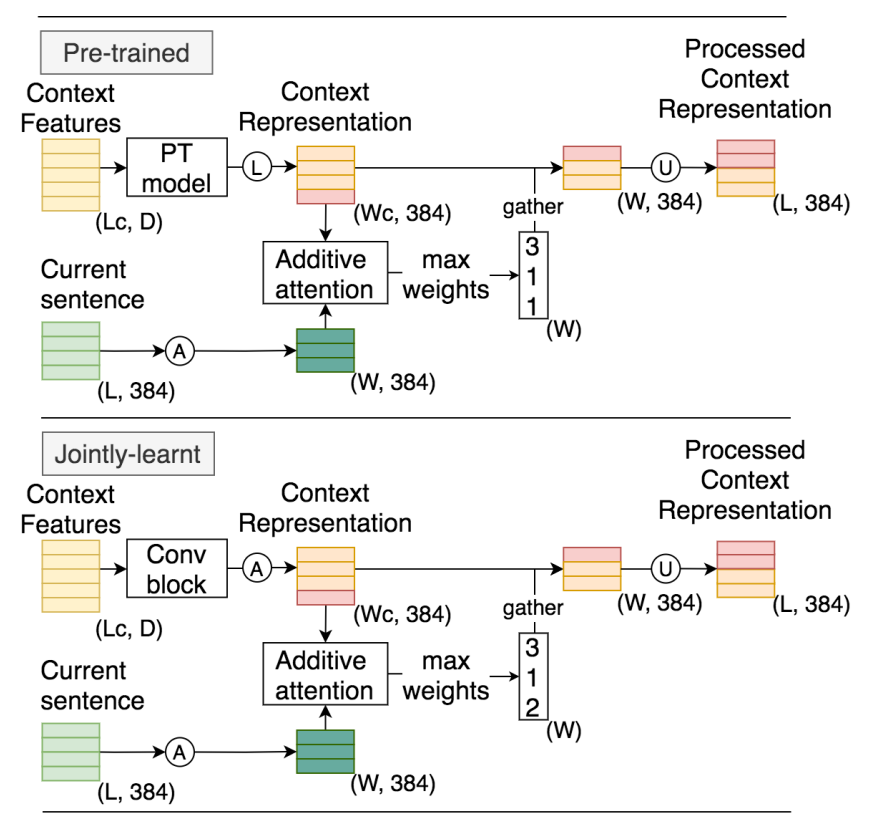 Pre-trained
Context
Features
PT
model
(Lc, D)
L
Context
Representation
(Wc, 384)
gather
(W, 384)
U
Processed
Context
Representation
(L, 384)
Additive
attention
max
weights
3
1
1
(W)
Current
sentence
(L, 384)
A
(W, 384)
Jointly-learnt
Context
Features
Conv
block
(Lc, D)
A
Context
Representation
(Wc, 384)
gather
(W, 384)
U
Processed
Context
Representation
(L, 384)
Additive
attention
max
weights
3
1
2
(W)
Current
sentence
(L, 384)
A
(W, 384)